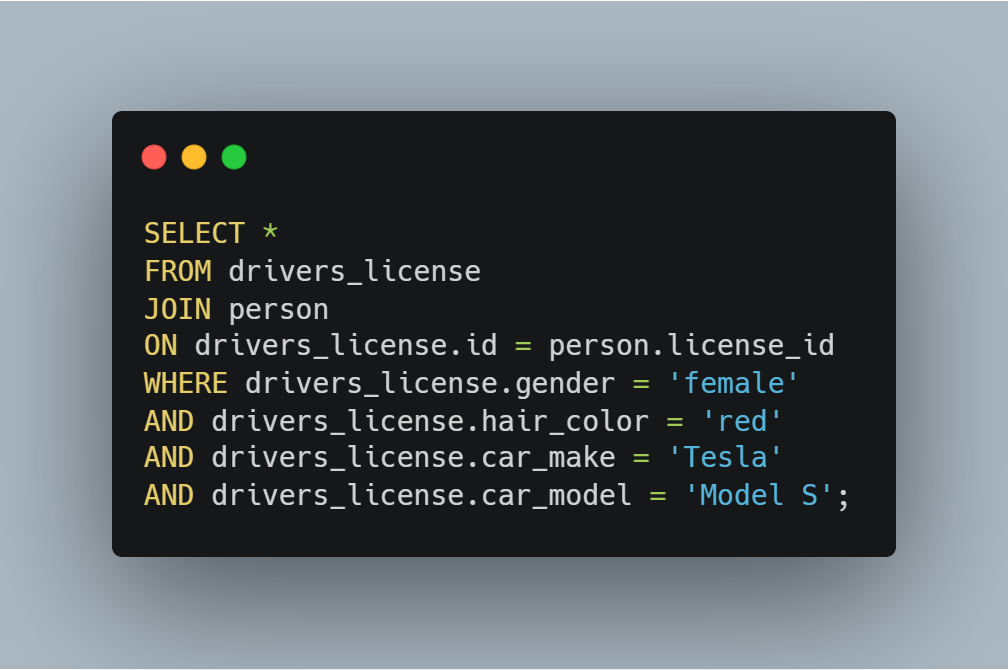 SELECT *
FROM drivers_license
JOIN person
ON drivers_license.id = person.license_id
WHERE drivers_license.gender = 'female'
AND drivers_license.hair_color = 'red'
AND drivers_license.car_make = 'Tesla'
AND drivers_license.car_model = 'Model S';